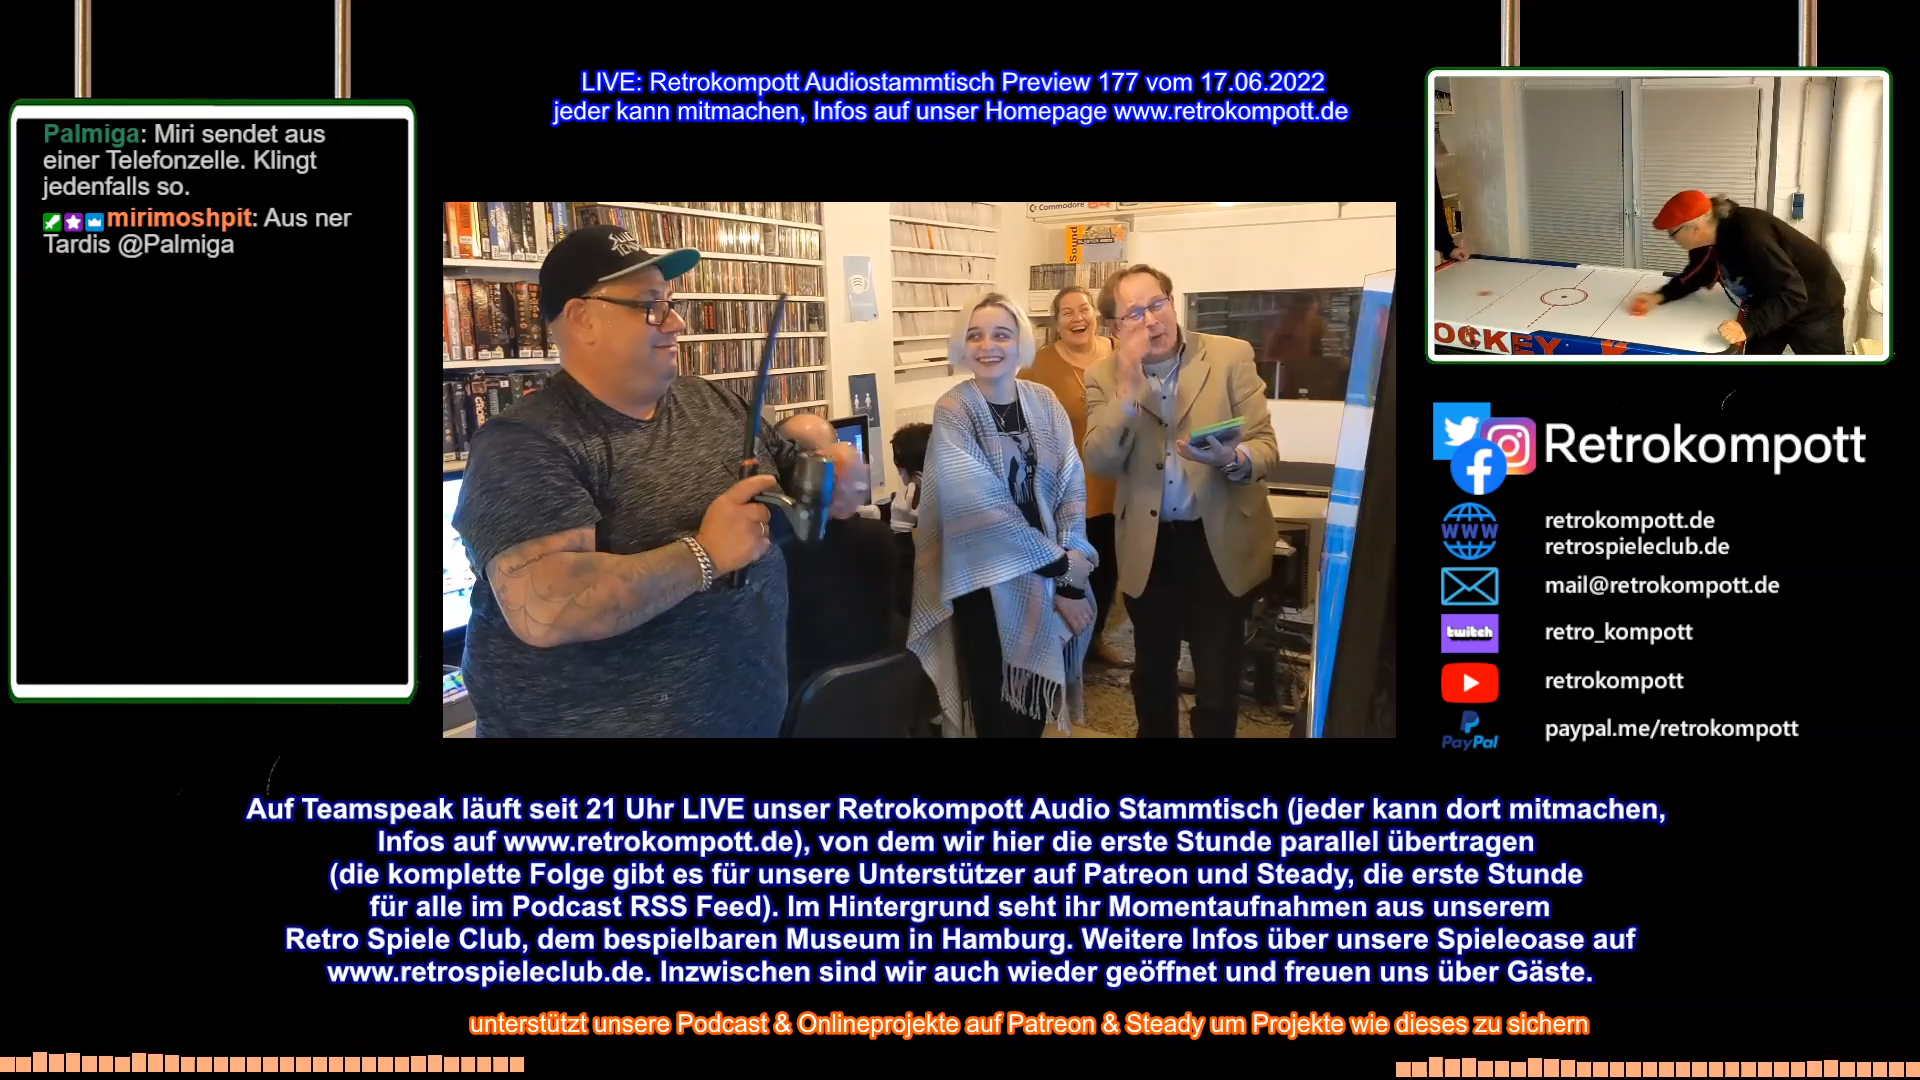 LIVE: Retrokompott Audiostammtisch Preview 177 vom 17.06.2022
jeder kann mitmachen, Infos auf unser Homepage www.retrokompott.de
Palmiga: Miri sendet aus
einer Telefonzelle. Klingt
jedenfalls so.
mirimoshpit: Aus ner
Tardis @Palmiga
Commodore
Sound
OCKEY
Retrokompott
WWW
retrokompott.de
retrospieleclub.de
mail@retrokompott.de
twitch
retro_kompott
retrokompott
PayPal
paypal.me/retrokompott
Auf Teamspeak läuft seit 21 Uhr LIVE unser Retrokompott Audio Stammtisch (jeder kann dort mitmachen,
Infos auf www.retrokompott.de), von dem wir hier die erste Stunde parallel übertragen
(die komplette Folge gibt es für unsere Unterstützer auf Patreon und Steady, die erste Stunde
für alle im Podcast RSS Feed). Im Hintergrund seht ihr Momentaufnahmen aus unserem
Retro Spiele Club, dem bespielbaren Museum in Hamburg. Weitere Infos über unsere Spieleoase auf
www.retrospieleclub.de. Inzwischen sind wir auch wieder geöffnet und freuen uns über Gäste.
unterstützt unsere Podcast & Onlineprojekte auf Patreon & Steady um Projekte wie dieses zu sichern